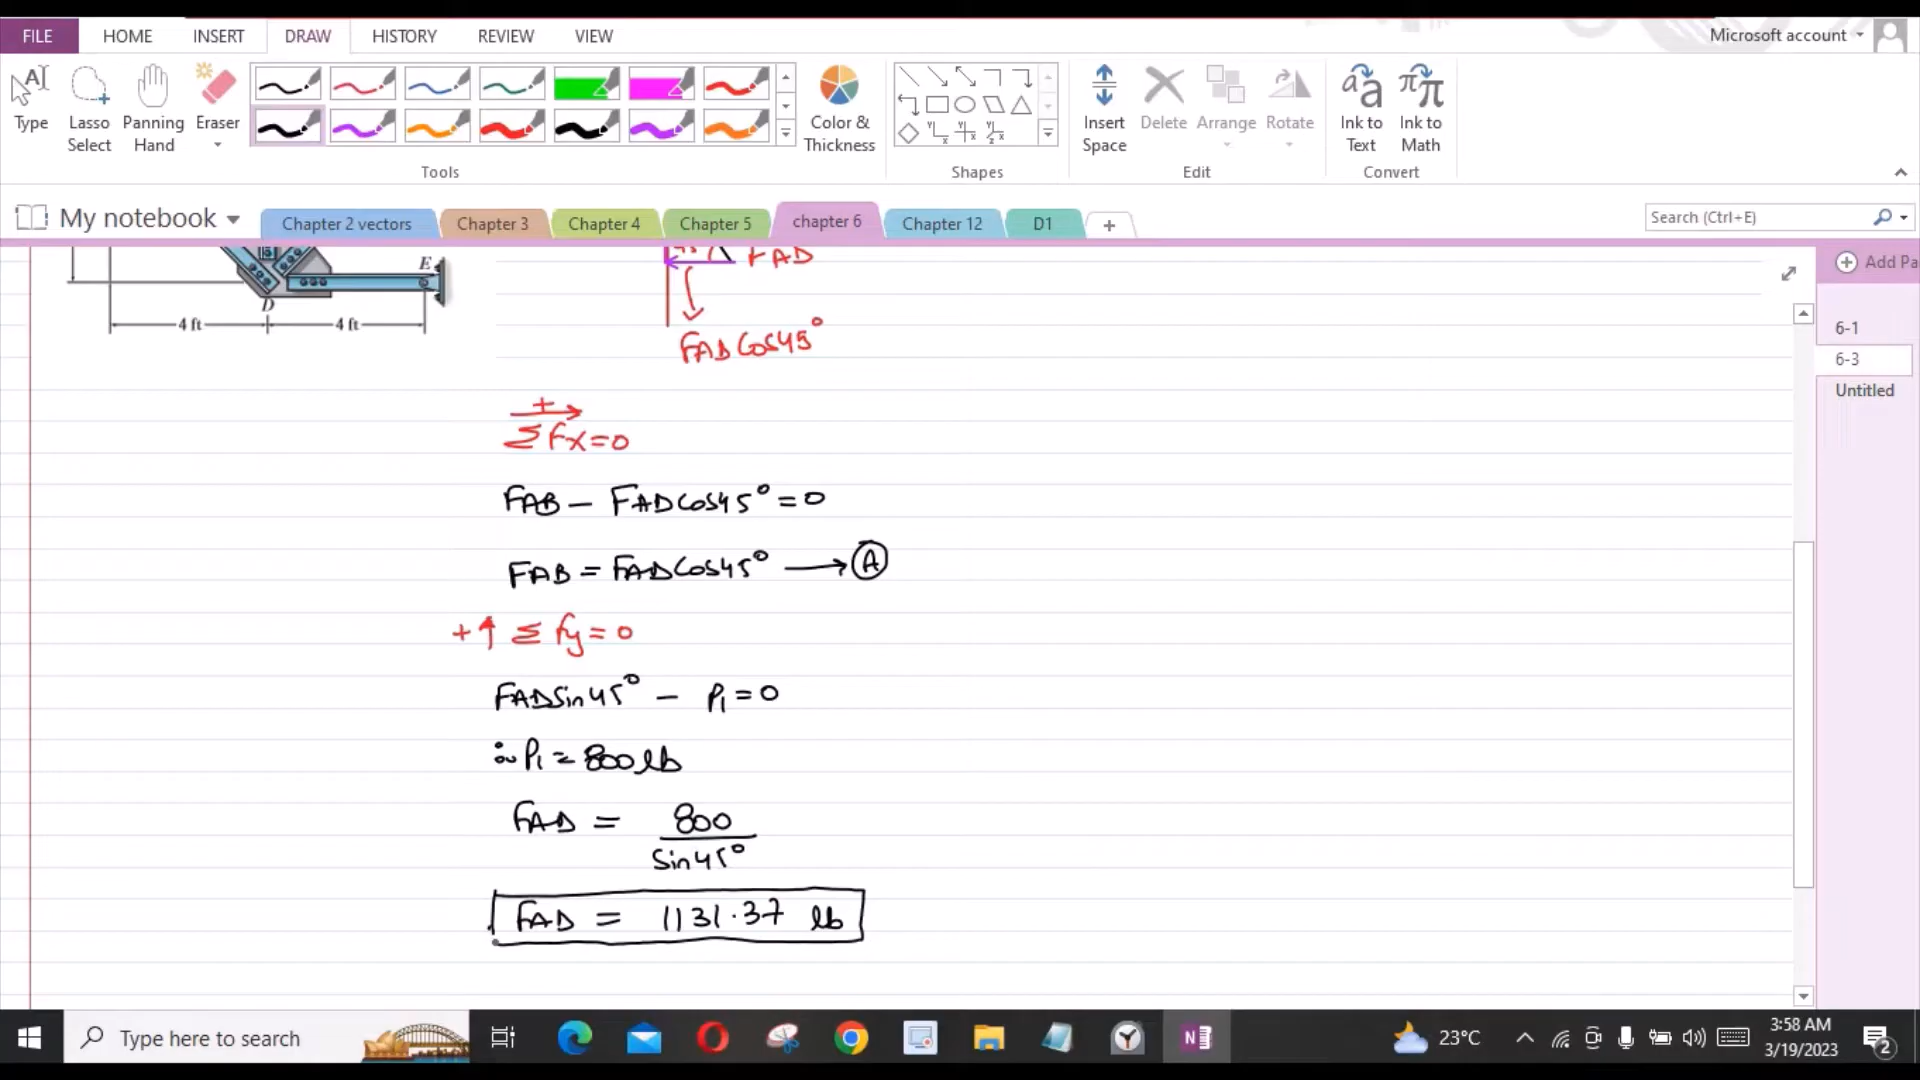 FILE HOME INSERT DRAW HISTORY REVIEW VIEW Microsoft account
Type
Lasso Select
Panning Hand
Eraser
Color & Thickness
Insert Space
Delete
Arrange
Rotate
Ink to Text
Ink to Math
Tools Shapes Edit Convert
My notebook Chapter 2 vectors Chapter 3 Chapter 4 Chapter 5 chapter 6 Chapter 12 D1 Search (Ctrl+E)
Add Pa
6-1
6-3
Untitled
E
D
4 ft 4 ft
FAD
FAD Cos45°
+
Σ Fx = 0
FAB − FAD Cos45° = 0
FAB = FAD Cos45° → A
+↑ Σ Fy = 0
FAD Sin45° − P1 = 0
∴ P1 = 800 lb
FAD = 800
Sin45°
FAD = 1131.37 lb
Type here to search
23°C
3:58 AM
3/19/2023
2